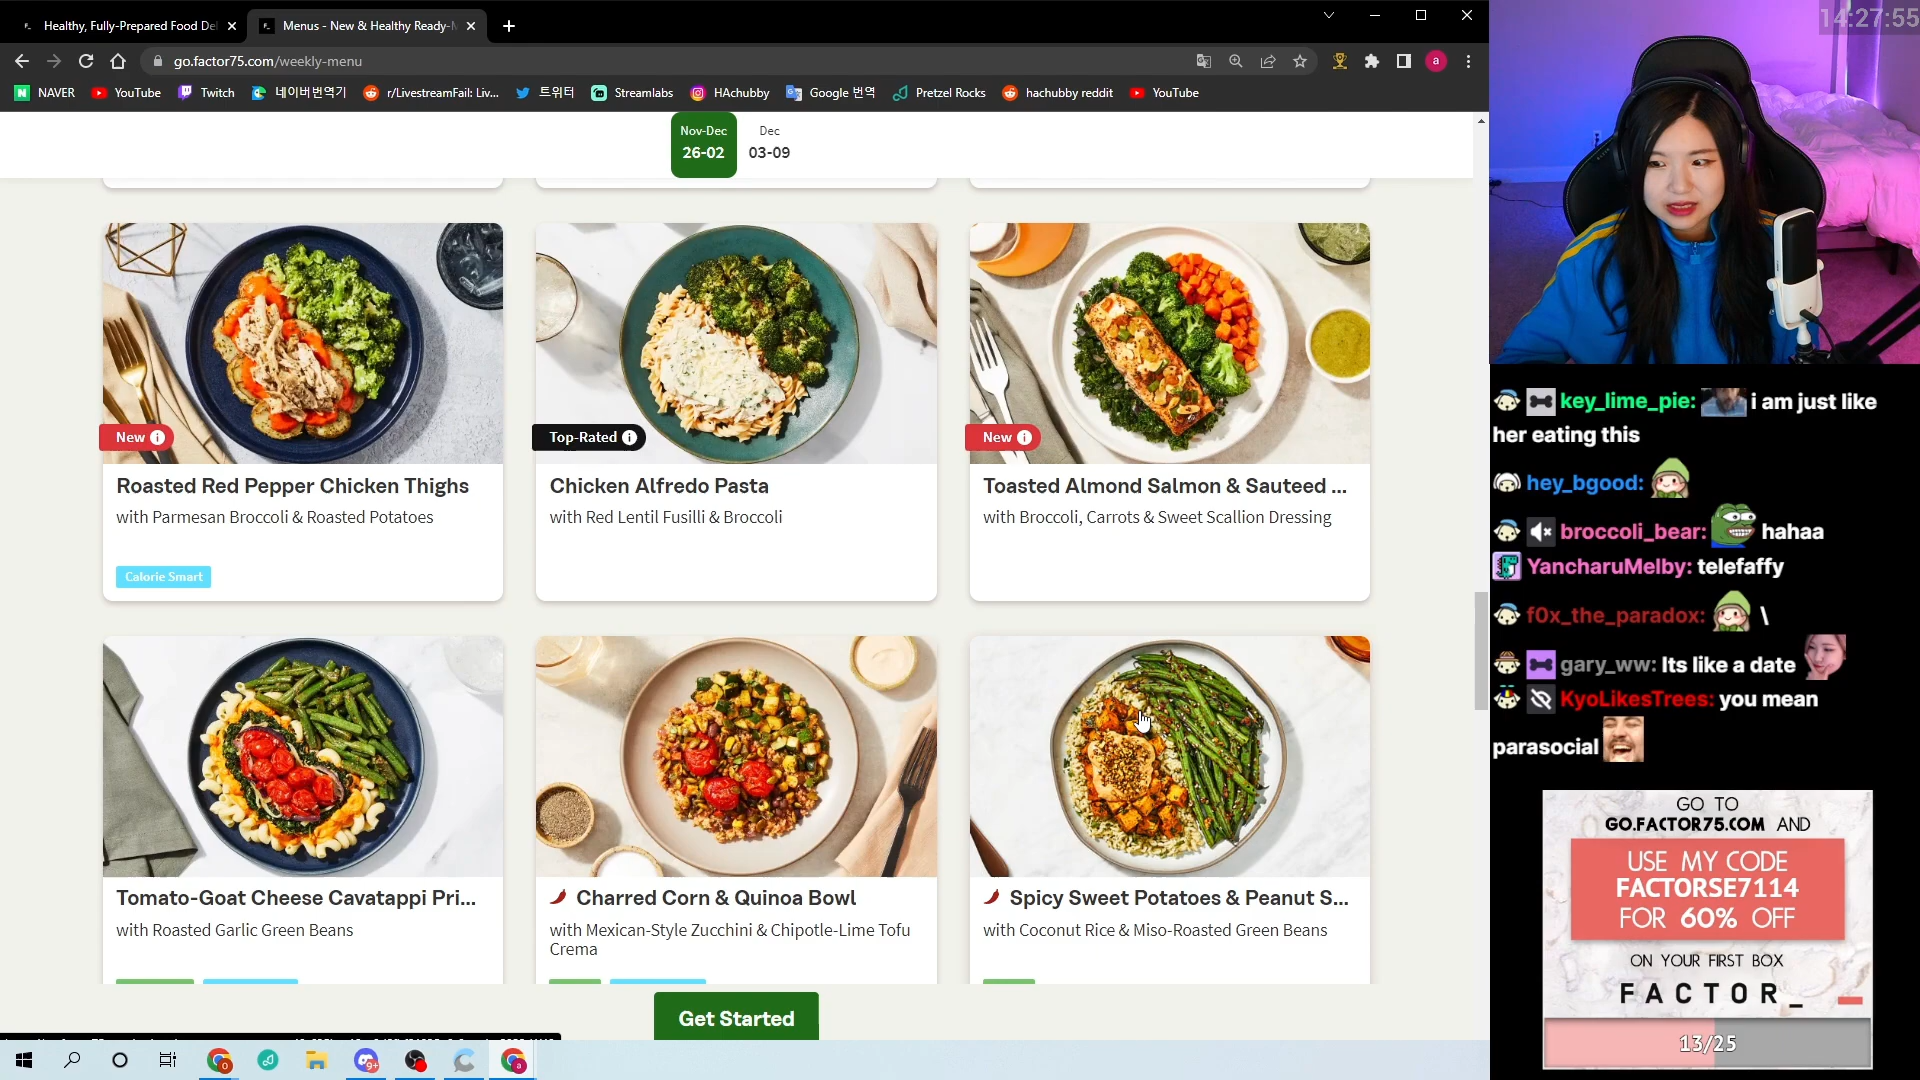 Healthy, Fully-Prepared Food Del
Menus - New & Healthy Ready-M
14:27:55
go.factor75.com/weekly-menu
NAVER
YouTube
Twitch
네이버번역기
r/LivestreamFail: Liv...
트위터
Streamlabs
HAchubby
Google 번역
Pretzel Rocks
hachubby reddit
YouTube
Nov-Dec
26-02
Dec
03-09
New
Top-Rated
New
Roasted Red Pepper Chicken Thighs
with Parmesan Broccoli & Roasted Potatoes
Calorie Smart
Chicken Alfredo Pasta
with Red Lentil Fusilli & Broccoli
Toasted Almond Salmon & Sauteed ...
with Broccoli, Carrots & Sweet Scallion Dressing
Tomato-Goat Cheese Cavatappi Pri...
with Roasted Garlic Green Beans
Charred Corn & Quinoa Bowl
with Mexican-Style Zucchini & Chipotle-Lime Tofu
Crema
Spicy Sweet Potatoes & Peanut S...
with Coconut Rice & Miso-Roasted Green Beans
Get Started
key_lime_pie: i am just like
her eating this
hey_bgood:
broccoli_bear: hahaa
YancharuMelby: telefaffy
f0x_the_paradox: \
gary_ww: Its like a date
KyoLikesTrees: you mean
parasocial
GO TO
GO.FACTOR75.COM AND
USE MY CODE
FACTORSE7114
FOR 60% OFF
ON YOUR FIRST BOX
FACTOR_
13/25
9+